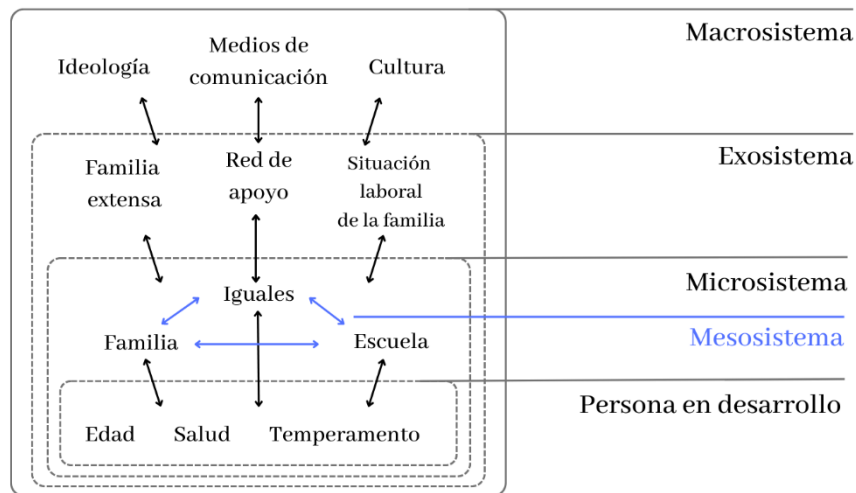 Macrosistema
Ideología
Medios de
comunicación
Cultura
Exosistema
Familia
extensa
Red de
apoyo
Situación
laboral
de la familia
Microsistema
Iguales
Mesosistema
Familia
Escuela
Persona en desarrollo
Edad
Salud
Temperamento